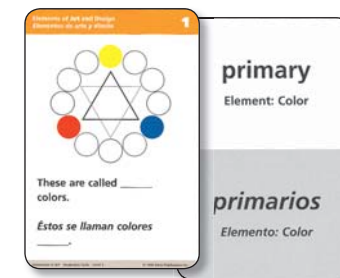 Elements of Art and Design
Elementos de arte y diseño
1
These are called ______
colors.
Éstos se llaman colores
______.
primary
Element: Color
primarios
Elemento: Color